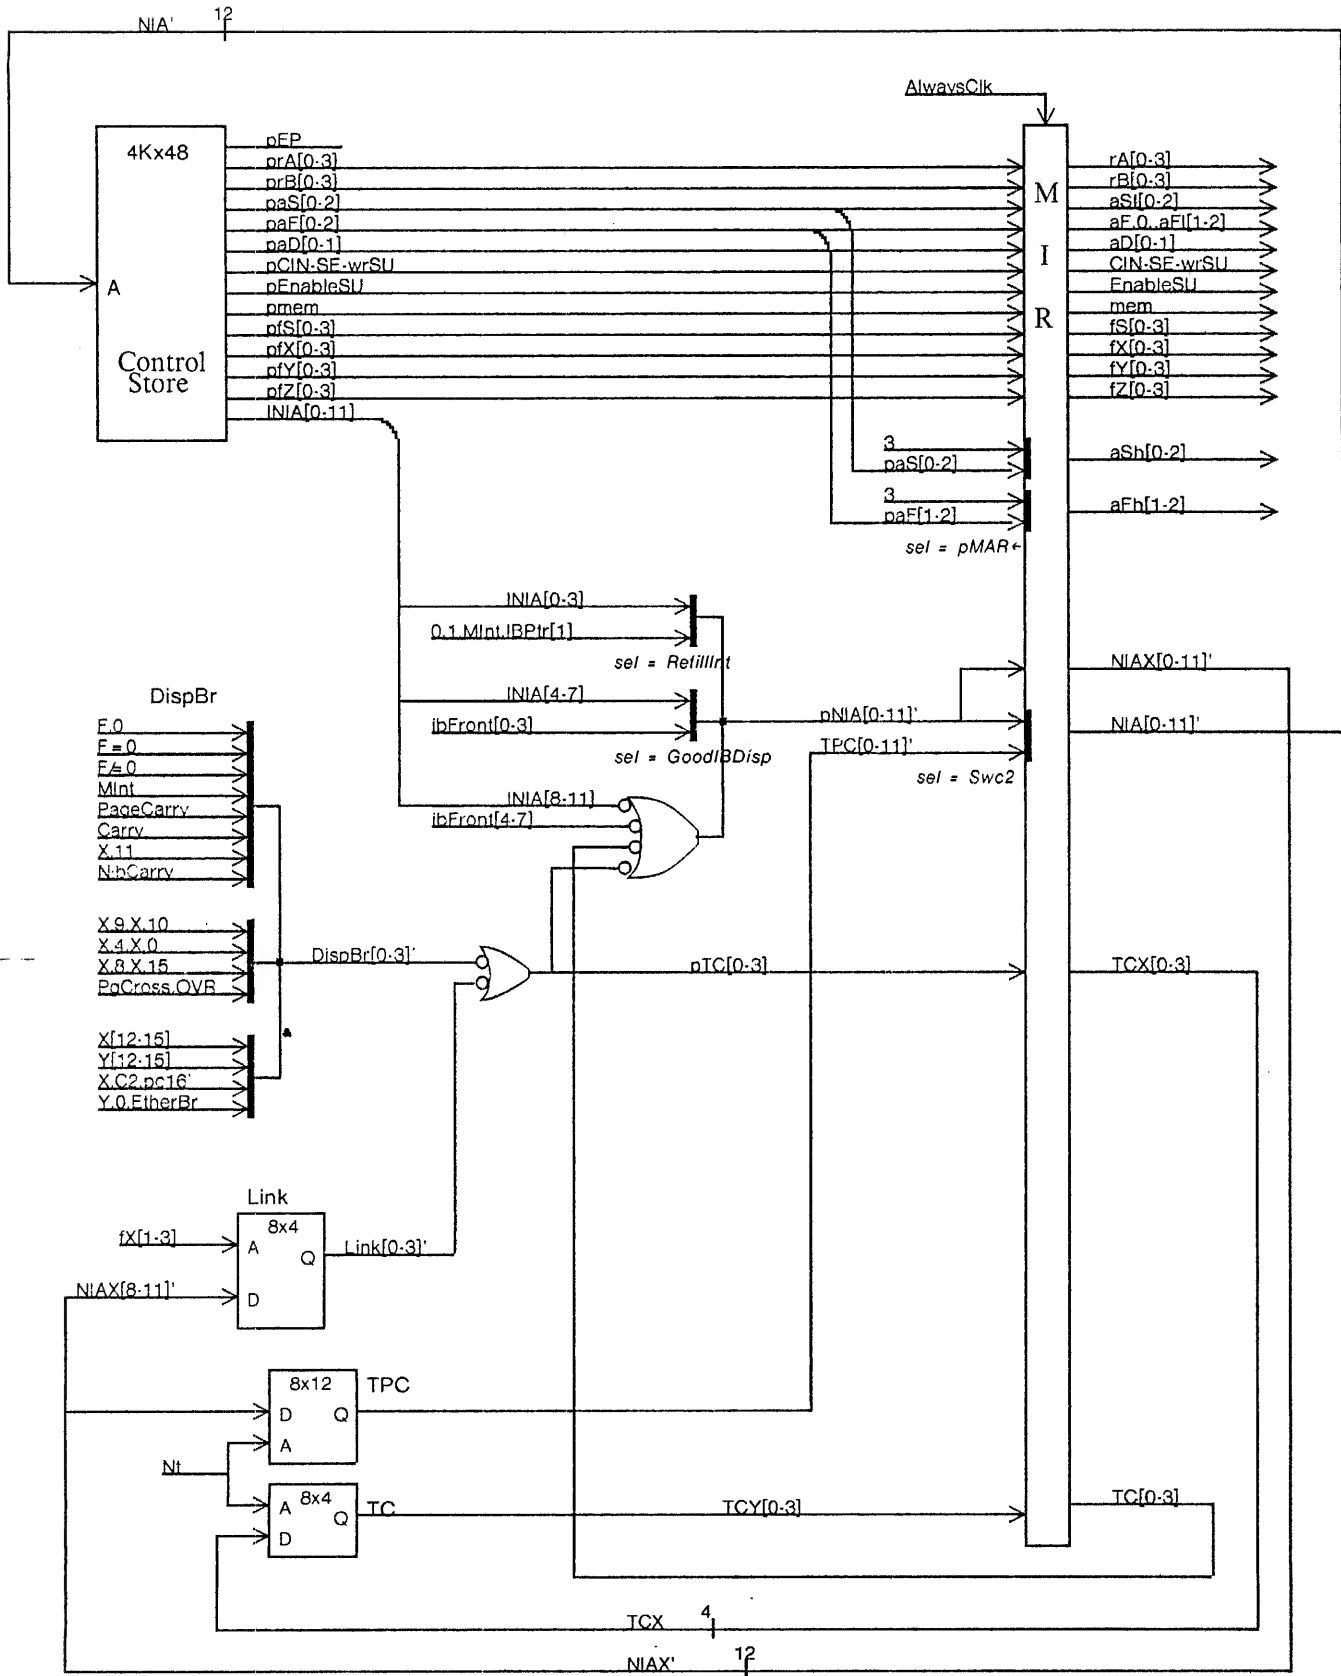 NIA'
12
AlwaysClk
4Kx48
A
Control
Store
pEP
prA[0-3]
prB[0-3]
paS[0-2]
paF[0-2]
paD[0-1]
pCIN-SE-wrSU
pEnableSU
pmem
pfS[0-3]
pfX[0-3]
pfY[0-3]
pfZ[0-3]
INIA[0-11]
M
I
R
rA[0-3]
rB[0-3]
aSl[0-2]
aF.0..aFl[1-2]
aD[0-1]
CIN-SE-wrSU
EnableSU
mem
fS[0-3]
fX[0-3]
fY[0-3]
fZ[0-3]
3
paS[0-2]
aSh[0-2]
3
paF[1-2]
aFh[1-2]
sel = pMAR←
INIA[0-3]
0.1.MInt.IBPtr[1]
sel = RefillInt
INIA[4-7]
ibFront[0-3]
sel = GoodIBDisp
pNIA[0-11]'
TPC[0-11]'
sel = Swc2
NIAX[0-11]'
NIA[0-11]'
INIA[8-11]
ibFront[4-7]
DispBr
F.0
F=0
F≠0
MInt
PageCarry
Carry
X.11
NibCarry
X.9.X.10
X.4.X.0
X.8.X.15
PgCross.OVR
X[12-15]
Y[12-15]
X.C2.pc16'
Y.0.EtherBr
DispBr[0-3]'
pTC[0-3]
TCX[0-3]
Link
8x4
fX[1-3]
A
Q
Link[0-3]'
NIAX[8-11]'
D
8x12
TPC
D
Q
A
Nt
8x4
TC
A
Q
D
TCY[0-3]
TC[0-3]
TCX
4
NIAX'
12